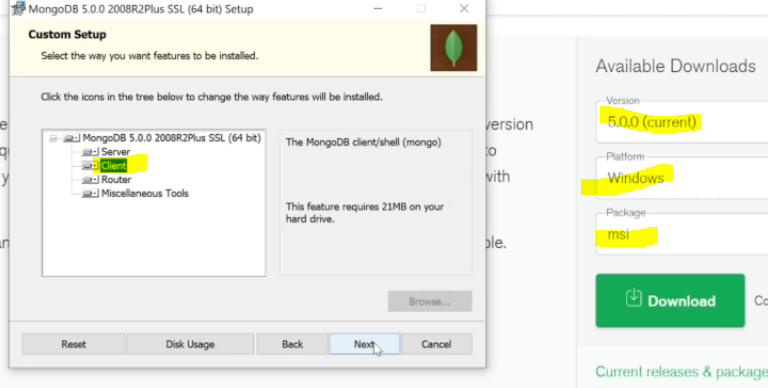 MongoDB 5.0.0 2008R2Plus SSL (64 bit) Setup
Custom Setup
Select the way you want features to be installed.
Click the icons in the tree below to change the way features will be installed.
MongoDB 5.0.0 2008R2Plus SSL (64 bit)
Server
Client
Router
Miscellaneous Tools
The MongoDB client/shell (mongo)
This feature requires 21MB on your
hard drive.
Browse...
Reset
Disk Usage
Back
Next
Cancel
version
to
with
Available Downloads
Version
5.0.0 (current)
Platform
Windows
Package
msi
Download
Current releases & package